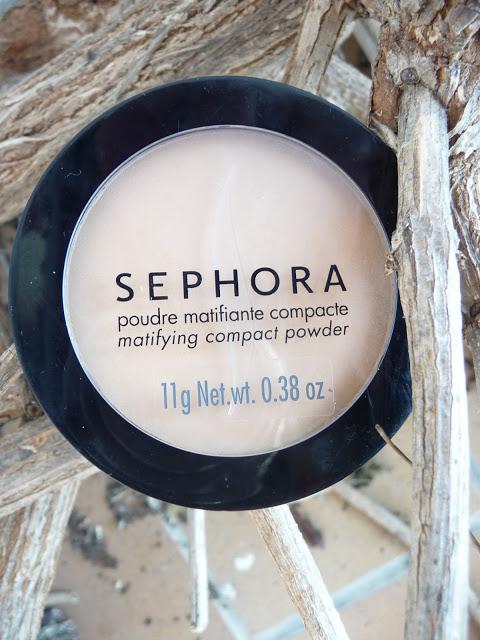 SEPHORA
poudre matifiante compacte
matifying compact powder
11g Net.wt. 0.38 oz